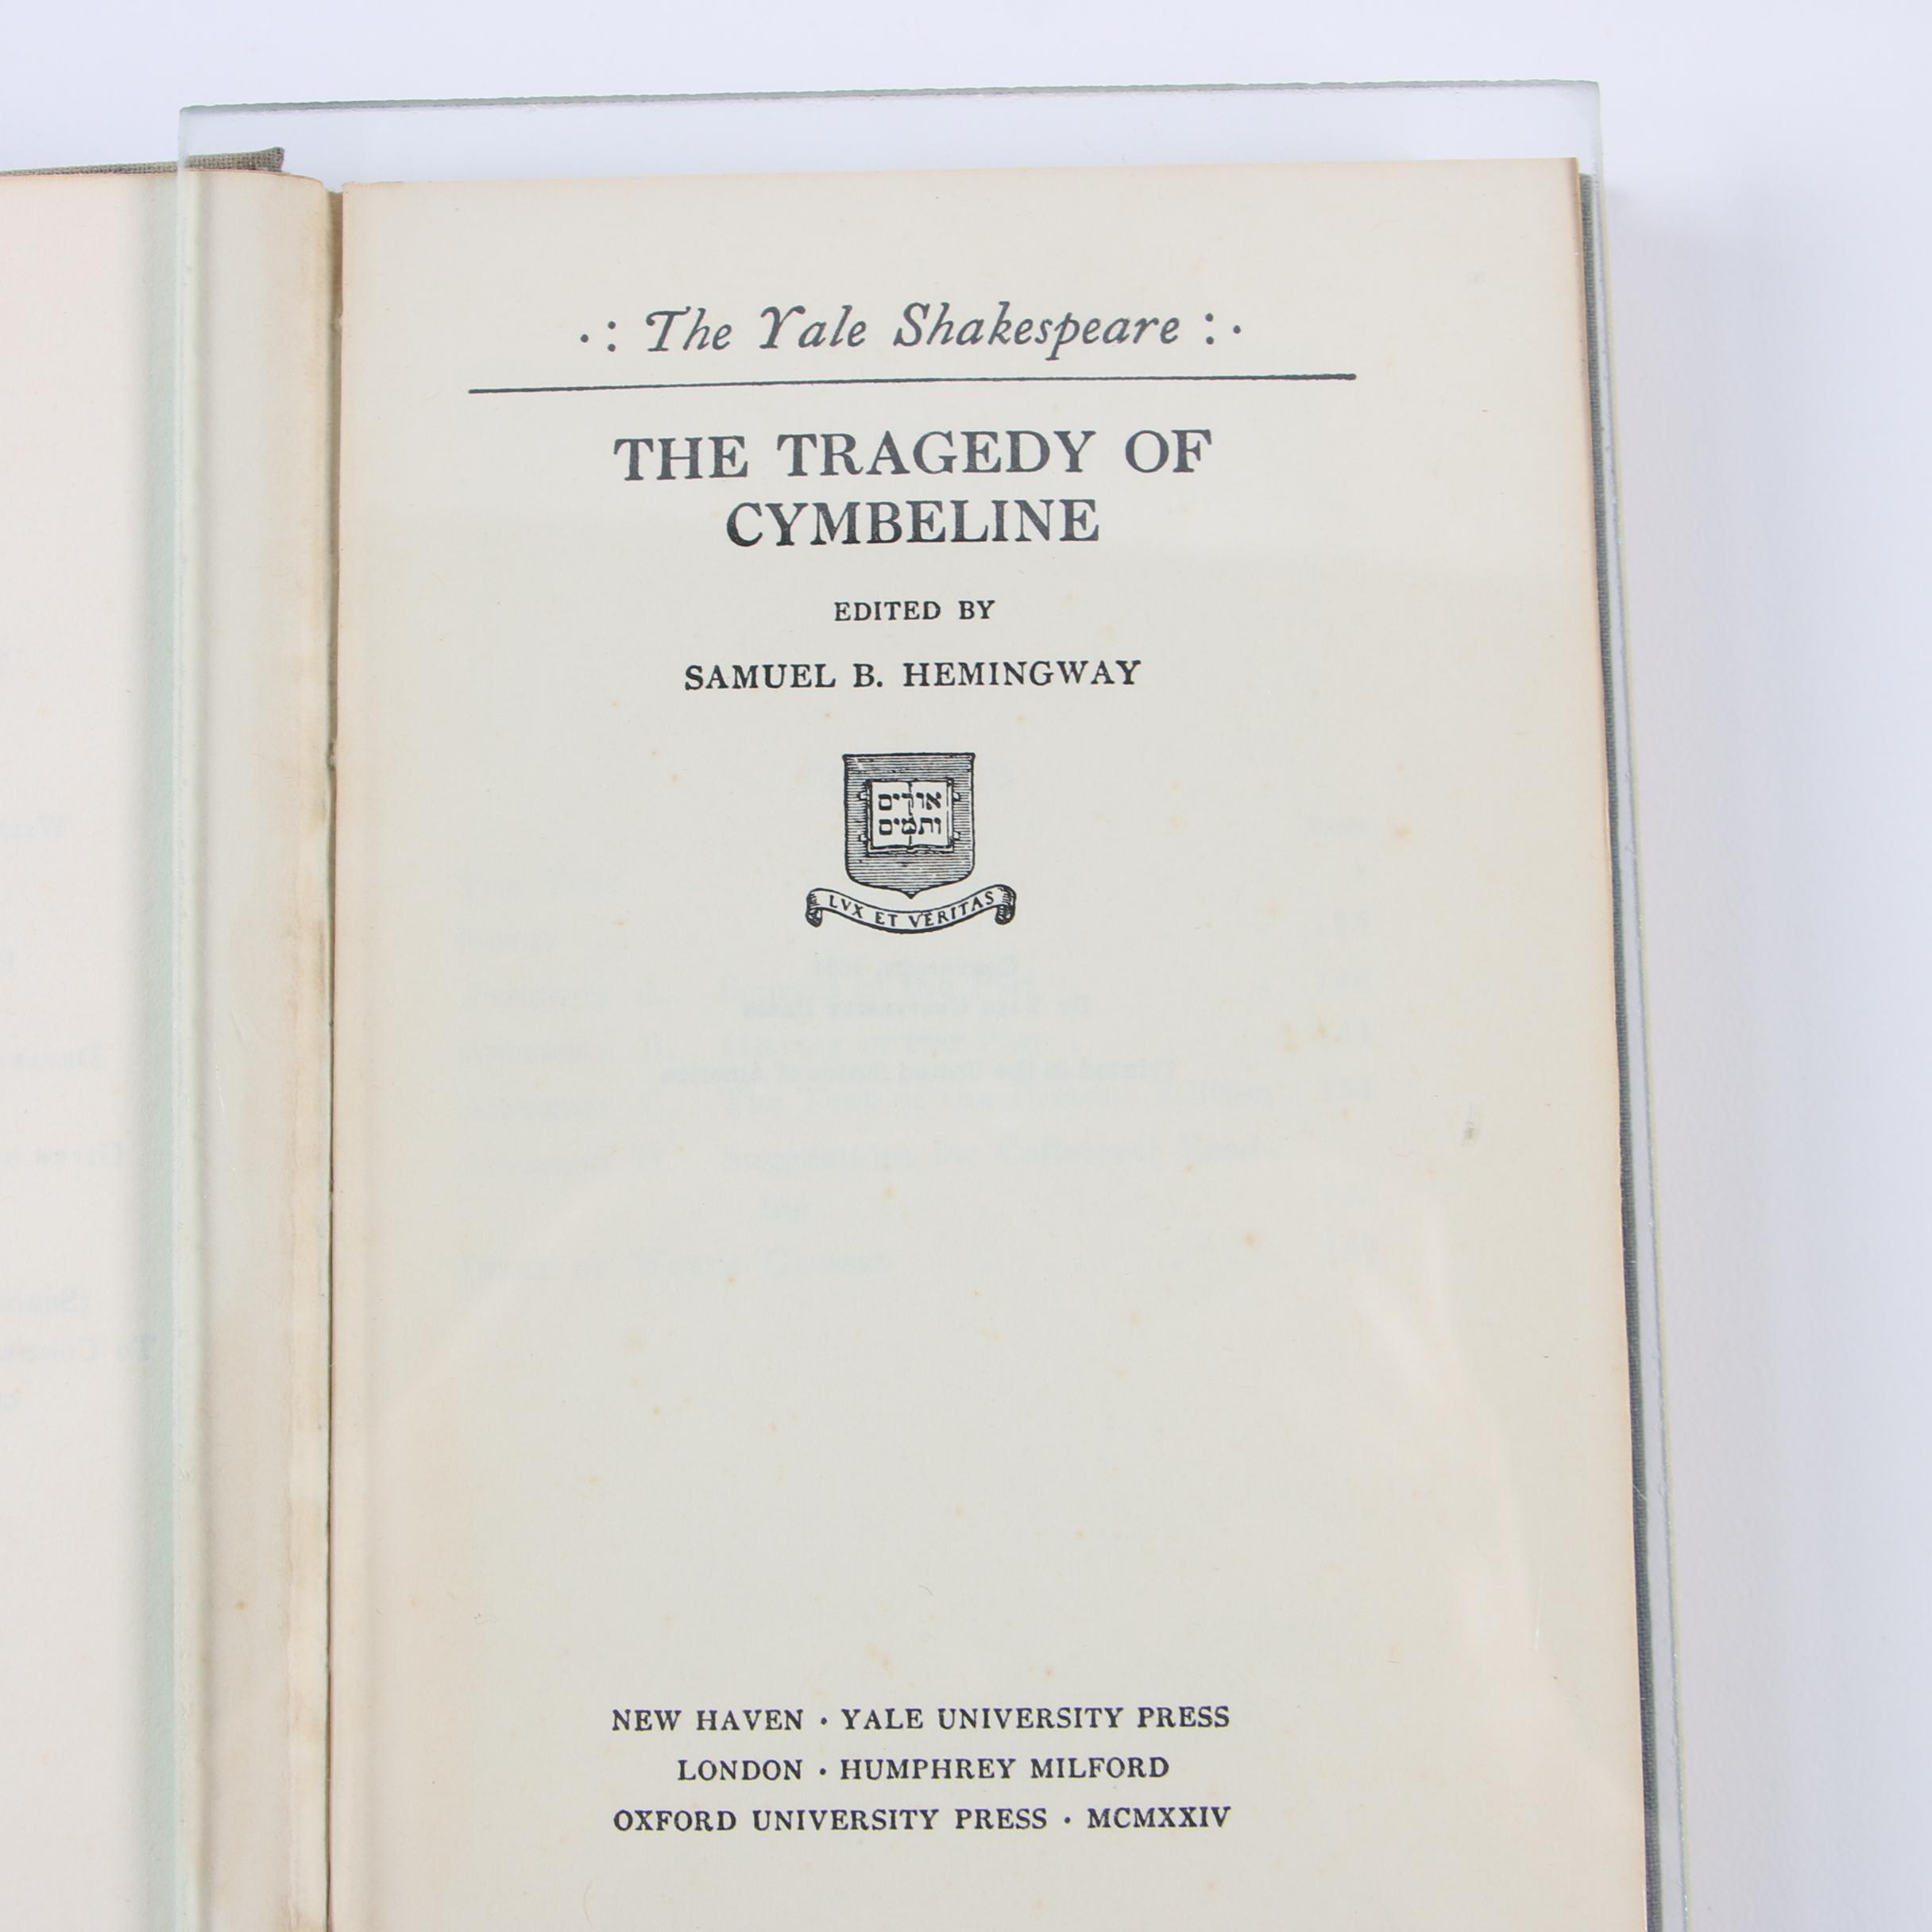 ·: The Yale Shakespeare :·
THE TRAGEDY OF
CYMBELINE
EDITED BY
SAMUEL B. HEMINGWAY
אורים
ותמים
LVX ET VERITAS
NEW HAVEN · YALE UNIVERSITY PRESS
LONDON · HUMPHREY MILFORD
OXFORD UNIVERSITY PRESS · MCMXXIV